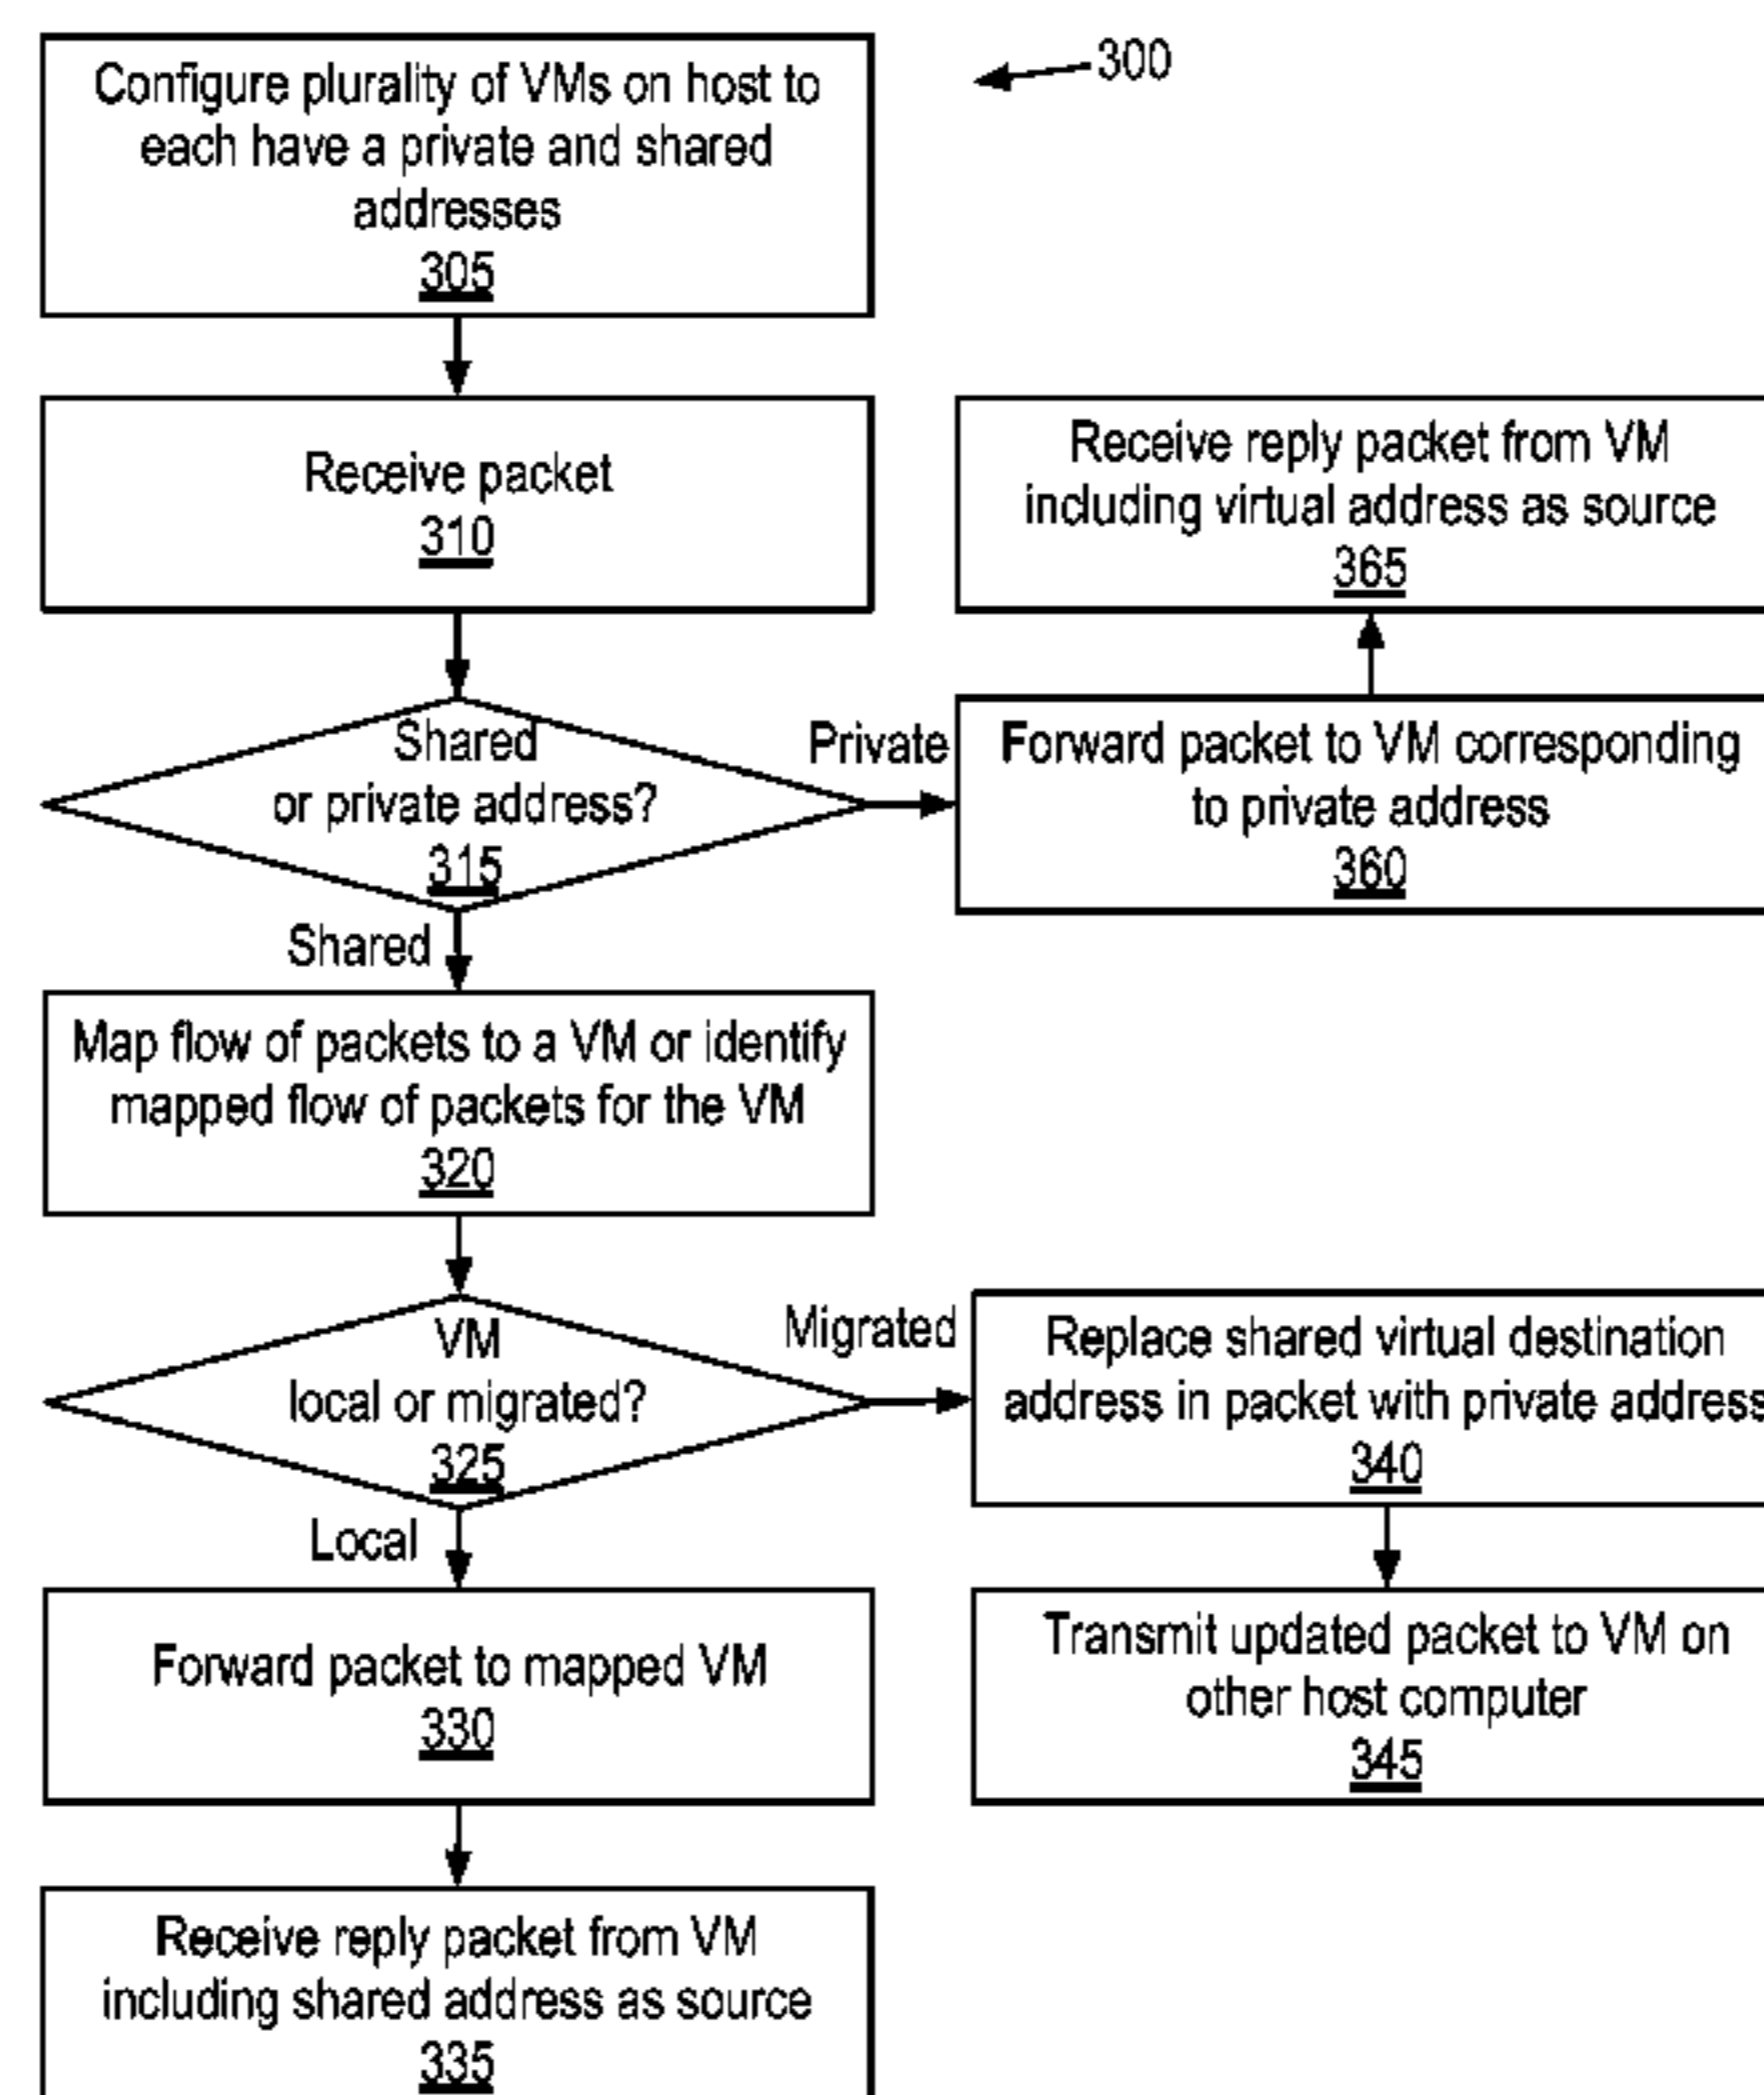 Configure plurality of VMs on host to
each have a private and shared
addresses
305
300
Receive packet
310
Receive reply packet from VM
including virtual address as source
365
Shared
or private address?
315
Private
Forward packet to VM corresponding
to private address
360
Shared
Map flow of packets to a VM or identify
mapped flow of packets for the VM
320
VM
local or migrated?
325
Migrated
Replace shared virtual destination
address in packet with private address
340
Local
Forward packet to mapped VM
330
Transmit updated packet to VM on
other host computer
345
Receive reply packet from VM
including shared address as source
335